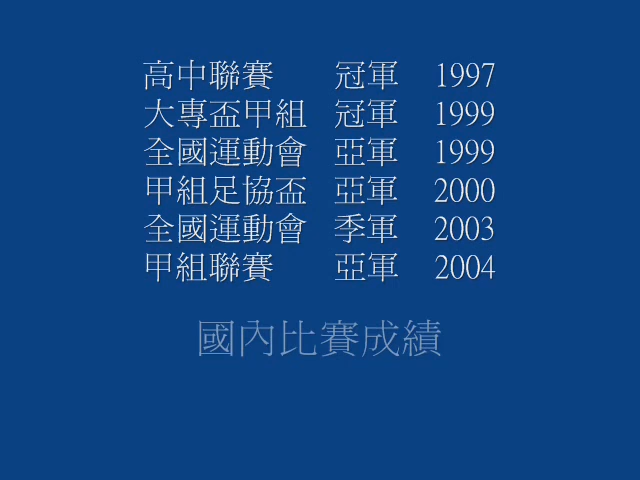 高中聯賽 冠軍 1997
大專盃甲組 冠軍 1999
全國運動會 亞軍 1999
甲組足協盃 亞軍 2000
全國運動會 季軍 2003
甲組聯賽 亞軍 2004
國內比賽成績